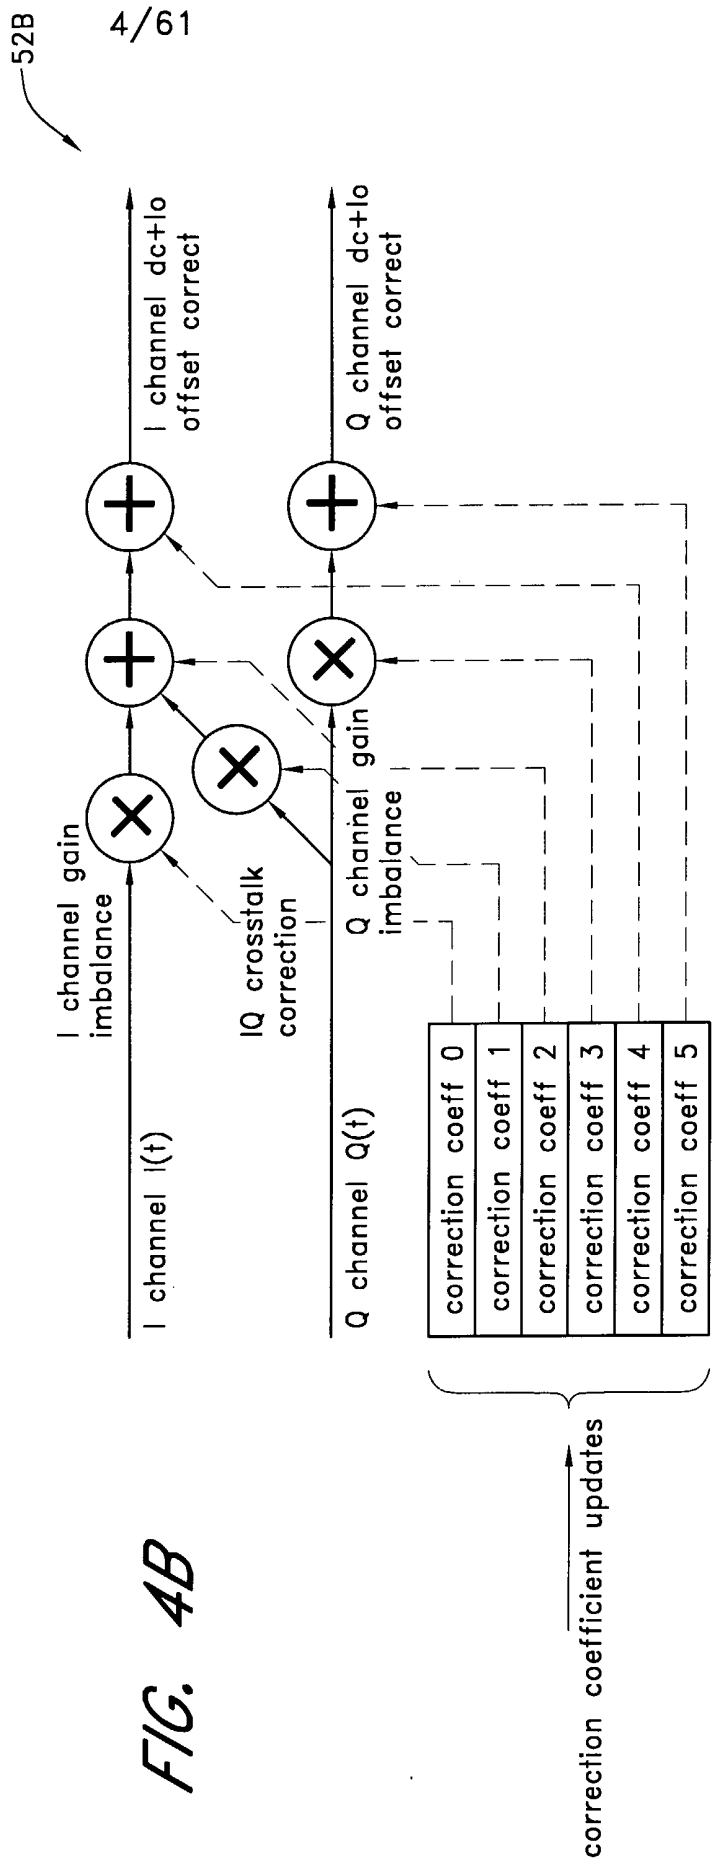 4/61
52B
FIG. 4B
I channel I(t)
I channel gain
imbalance
I channel dc+lo
offset correct
IQ crosstalk
correction
Q channel Q(t)
Q channel gain
imbalance
Q channel dc+lo
offset correct
correction coeff 0
correction coeff 1
correction coeff 2
correction coeff 3
correction coeff 4
correction coeff 5
correction coefficient updates